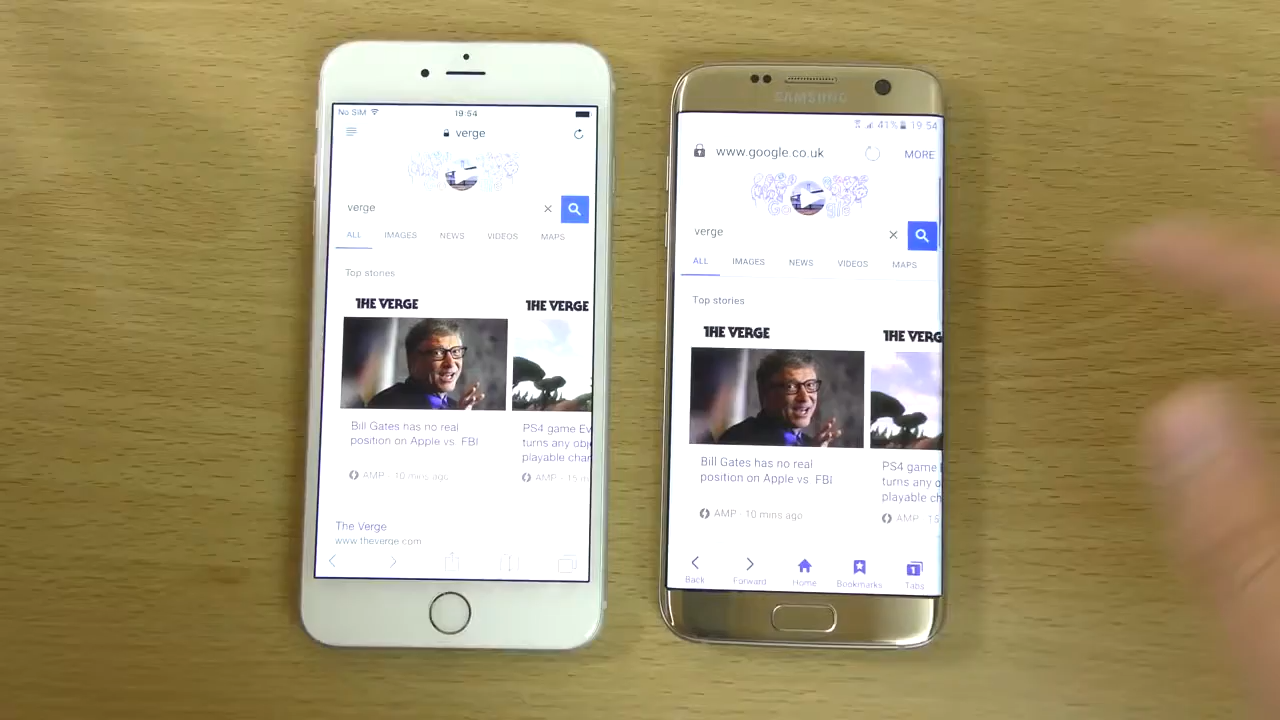 No SIM
19:54
verge
verge
ALL IMAGES NEWS VIDEOS MAPS
Top stories
THE VERGE
THE VERGE
Bill Gates has no real
position on Apple vs. FBI
AMP · 10 mins ago
PS4 game
turns any
playable
AMP · 15
The Verge
www.theverge.com
SAMSUNG
41% 19:54
www.google.co.uk
MORE
verge
ALL IMAGES NEWS VIDEOS MAPS
Top stories
THE VERGE
THE VERG
Bill Gates has no real
position on Apple vs. FBI
AMP · 10 mins ago
PS4 game
turns any
playable
AMP · 15
Back Forward Home Bookmarks Tabs
1